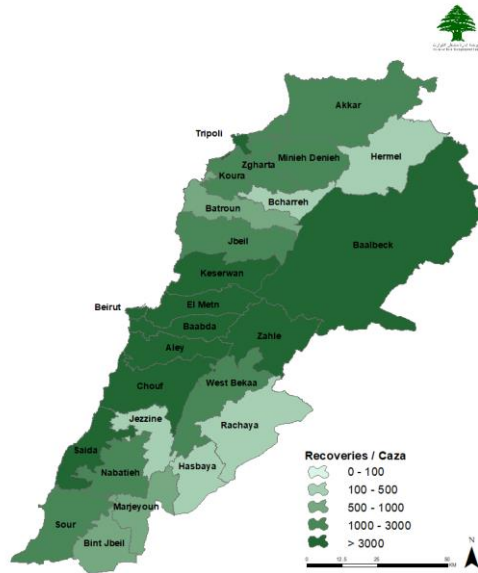 Akkar
Tripoli
Hermel
Minieh Denieh
Zgharta
Koura
Bcharreh
Batroun
Jbeil
Baalbeck
Keserwan
El Metn
Beirut
Baabda
Zahle
Aley
Chouf
West Bekaa
Jezzine
Rachaya
Saida
Hasbaya
Nabatieh
Marjeyoun
Sour
Bint Jbeil
Recoveries / Caza
0 - 100
100 - 500
500 - 1000
1000 - 3000
> 3000
N